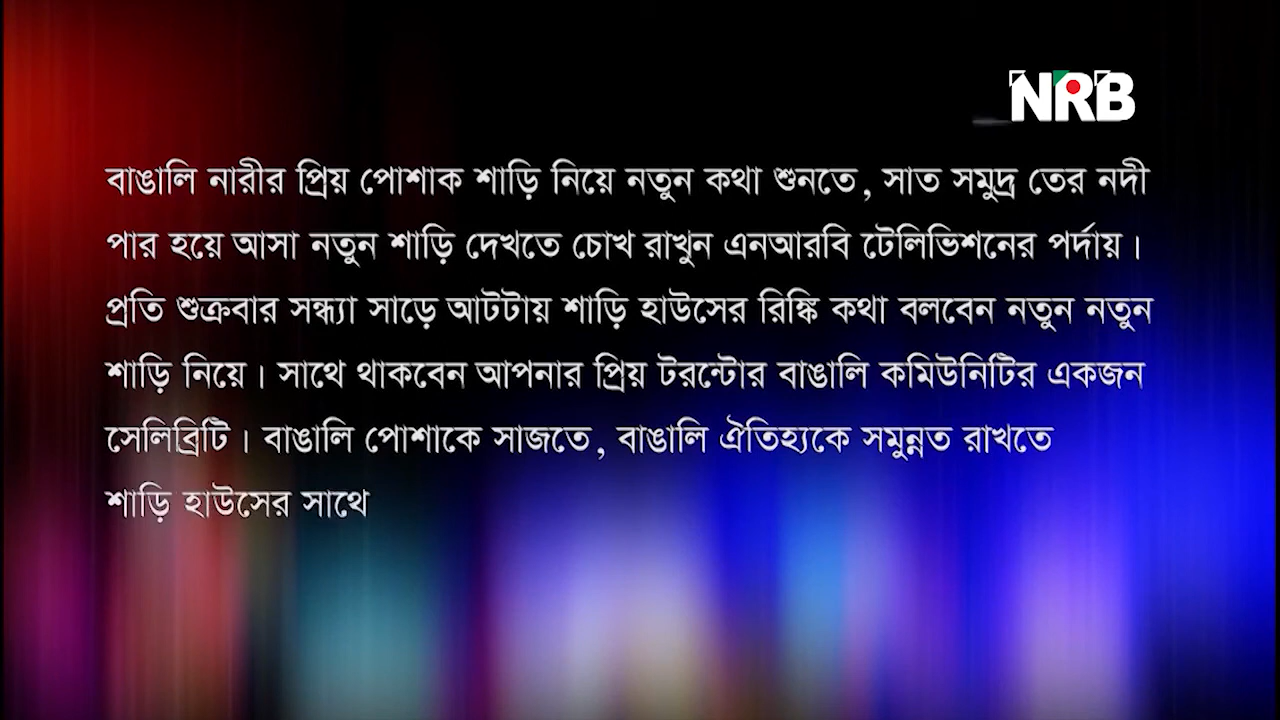 NRB
বাঙালি নারীর প্রিয় পোশাক শাড়ি নিয়ে নতুন কথা শুনতে, সাত সমুদ্র তের নদী
পার হয়ে আসা নতুন শাড়ি দেখতে চোখ রাখুন এনআরবি টেলিভিশনের পর্দায়।
প্রতি শুক্রবার সন্ধ্যা সাড়ে আটটায় শাড়ি হাউসের রিঙ্কি কথা বলবেন নতুন নতুন
শাড়ি নিয়ে। সাথে থাকবেন আপনার প্রিয় টরন্টোর বাঙালি কমিউনিটির একজন
সেলিব্রিটি। বাঙালি পোশাকে সাজতে, বাঙালি ঐতিহ্যকে সমুন্নত রাখতে
শাড়ি হাউসের সাথে